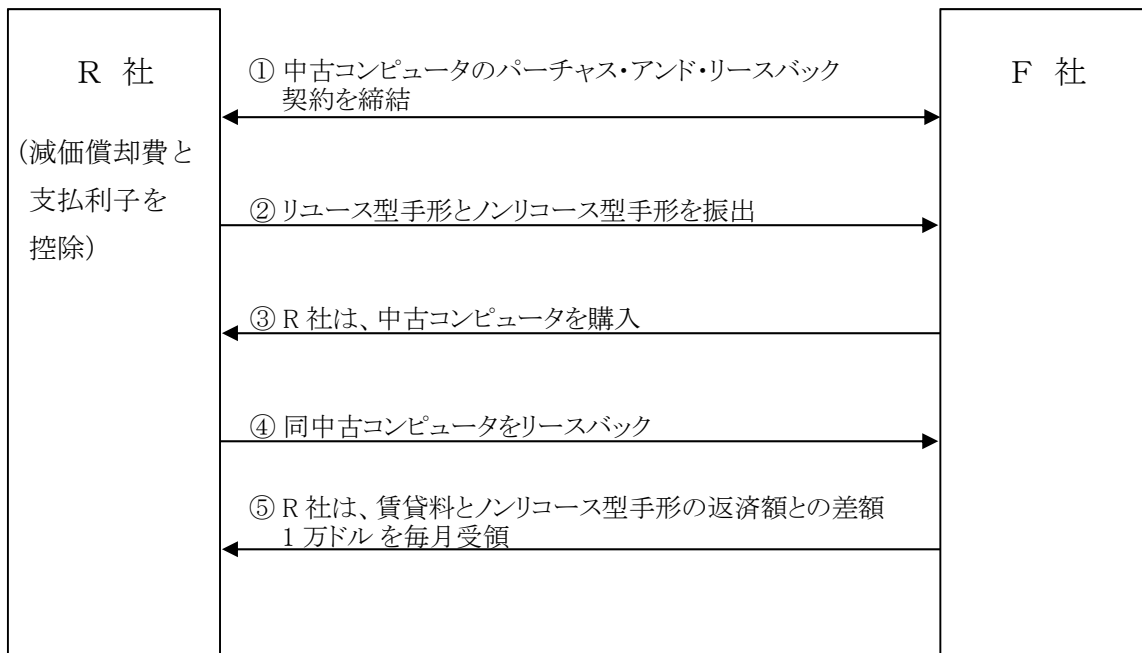 R 社
(減価償却費と
支払利子を
控除)
① 中古コンピュータのパーチャス・アンド・リースバック
契約を締結
② リユース型手形とノンリコース型手形を振出
③ R 社は、中古コンピュータを購入
④ 同中古コンピュータをリースバック
⑤ R 社は、賃貸料とノンリコース型手形の返済額との差額
1 万ドル を毎月受領
F 社